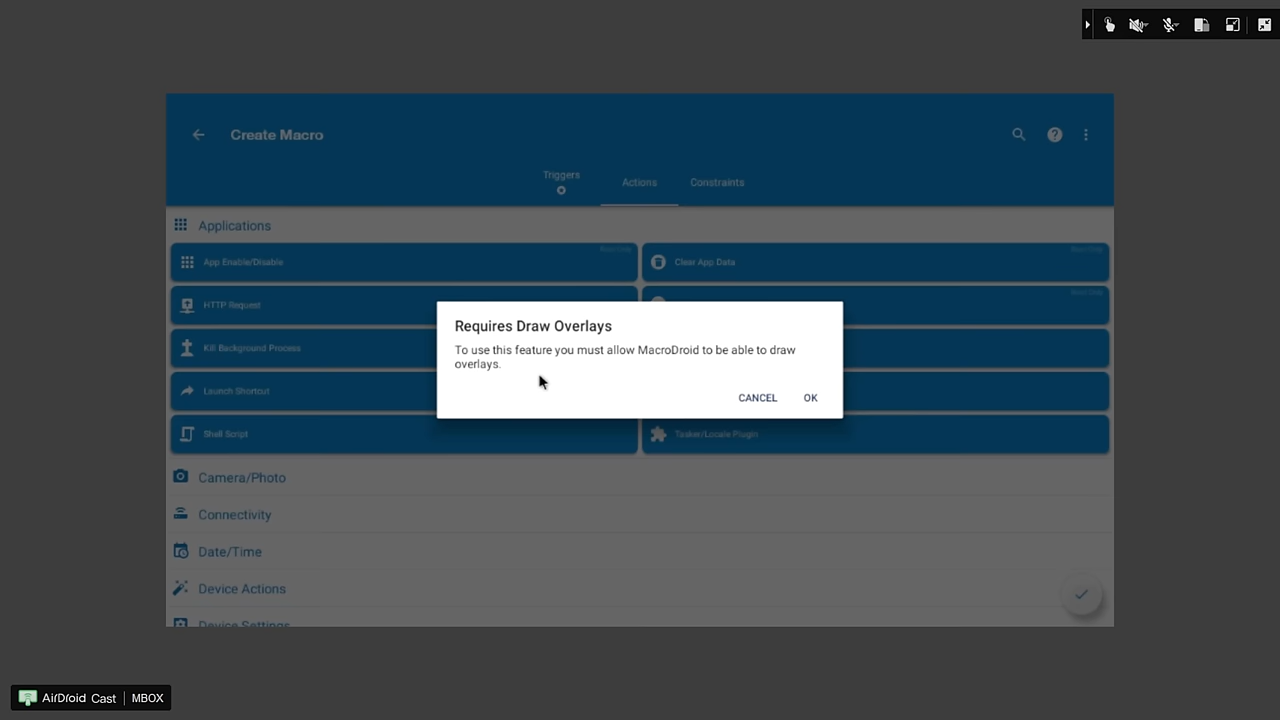 Create Macro
Triggers
Actions
Constraints
Applications
App Enable/Disable
Clear App Data
HTTP Request
Kill Background Process
Launch Shortcut
Shell Script
Tasker/Locale Plugin
Requires Draw Overlays
To use this feature you must allow MacroDroid to be able to draw
overlays.
CANCEL OK
Camera/Photo
Connectivity
Date/Time
Device Actions
Device Settings
AirDroid Cast | MBOX